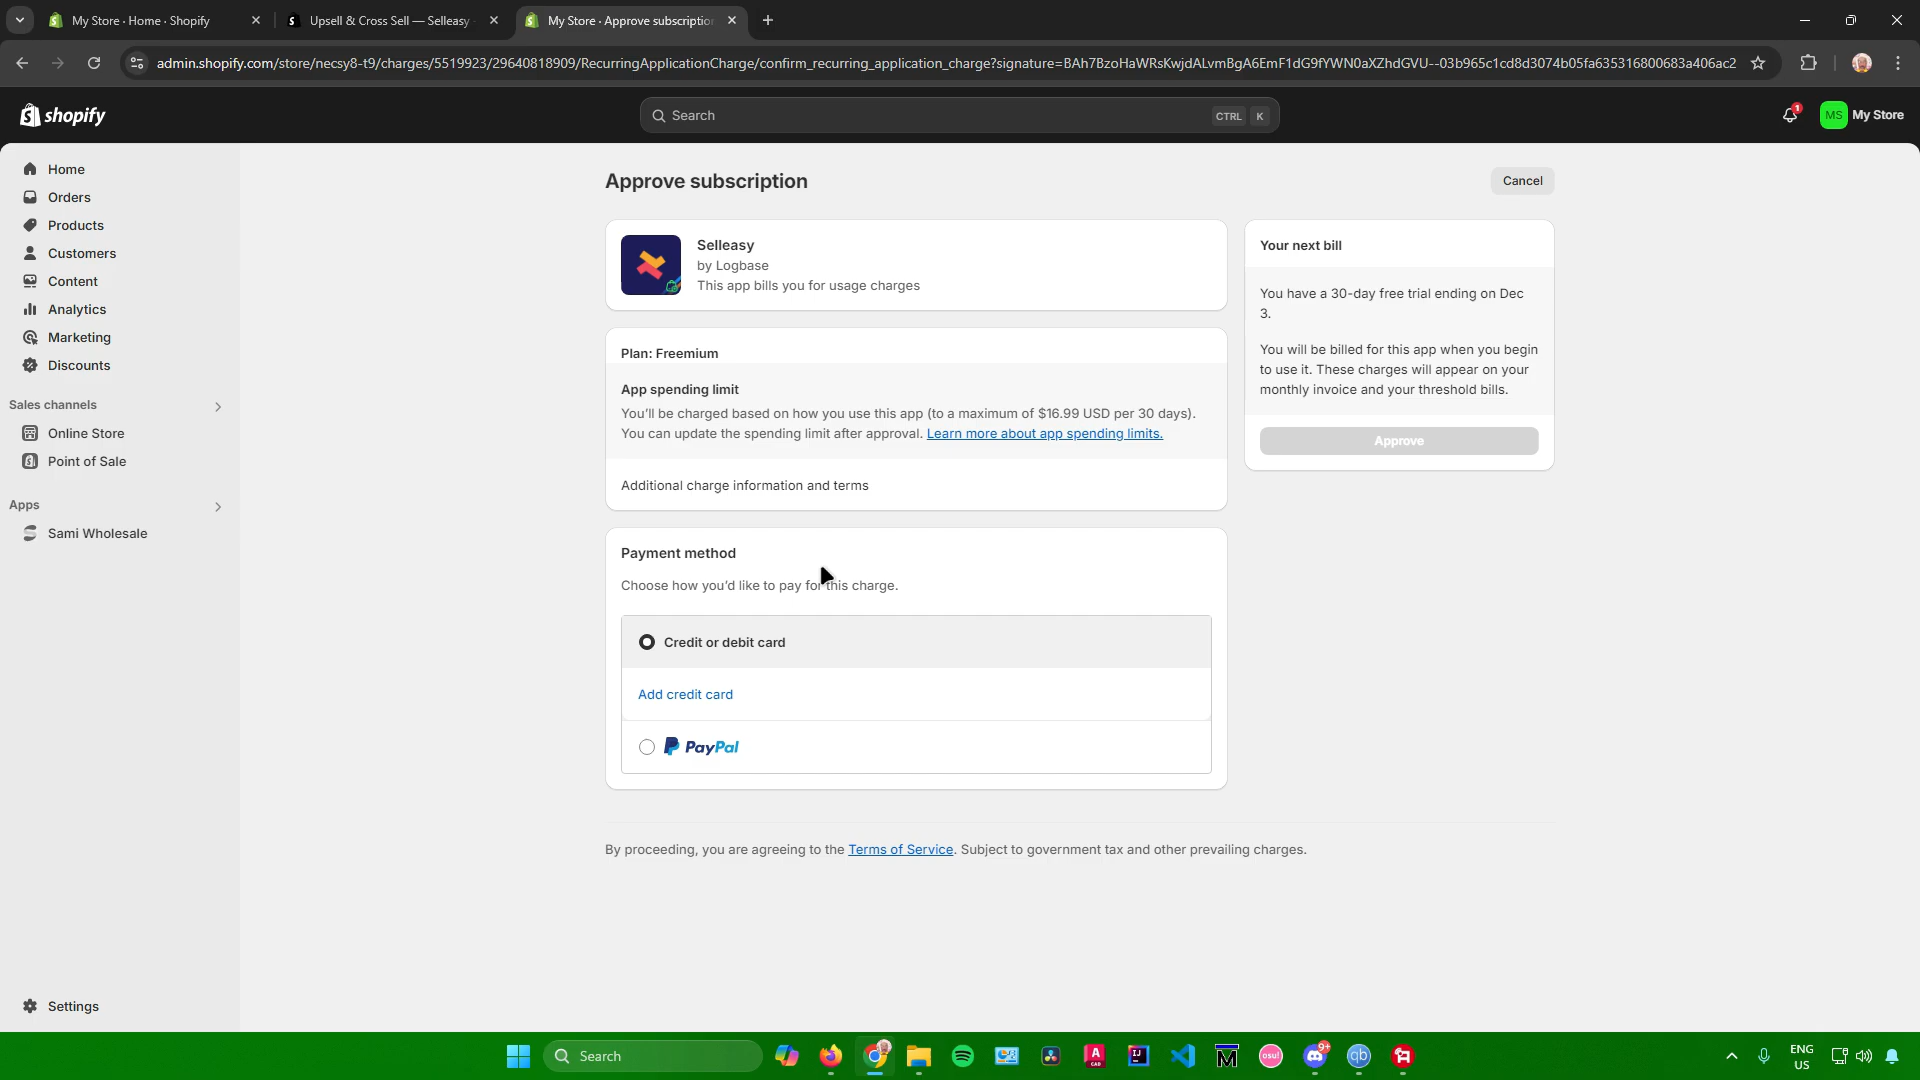 My Store · Home · Shopify
Upsell & Cross Sell — Selleasy
My Store · Approve subscription
admin.shopify.com/store/necsy8-t9/charges/5519923/29640818909/RecurringApplicationCharge/confirm_recurring_application_charge?signature=BAh7BzoHaWRsKwjdALvmBgA6EmF1dG9fYWN0aXZhdGVU--03b965c1cd8d3074b05fa635316800683a406ac2
shopify
Search
CTRL K
1
MS
My Store
Home
Orders
Products
Customers
Content
Analytics
Marketing
Discounts
Sales channels
Online Store
Point of Sale
Apps
Sami Wholesale
Settings
Approve subscription
Cancel
Selleasy
by Logbase
This app bills you for usage charges
Plan: Freemium
App spending limit
You'll be charged based on how you use this app (to a maximum of $16.99 USD per 30 days).
You can update the spending limit after approval. Learn more about app spending limits.
Additional charge information and terms
Payment method
Choose how you'd like to pay for this charge.
Credit or debit card
Add credit card
PayPal
Your next bill
You have a 30-day free trial ending on Dec
3.
You will be billed for this app when you begin
to use it. These charges will appear on your
monthly invoice and your threshold bills.
Approve
By proceeding, you are agreeing to the Terms of Service. Subject to government tax and other prevailing charges.
Search
A
CAD
IJ
M
osu!
9+
qb
ENG
US